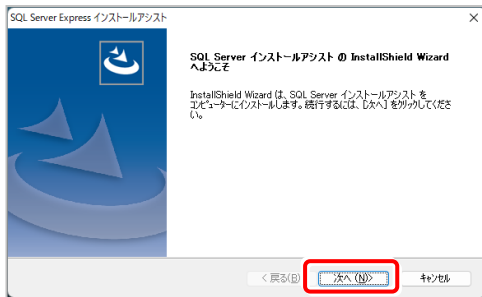 SQL Server Express インストールアシスト
SQL Server インストールアシスト の InstallShield Wizard
へようこそ
InstallShield Wizard は、SQL Server インストールアシスト を
コンピューターにインストールします。続行するには、[次へ] をクリックしてくださ
い。
< 戻る(B)
次へ (N)>
キャンセル